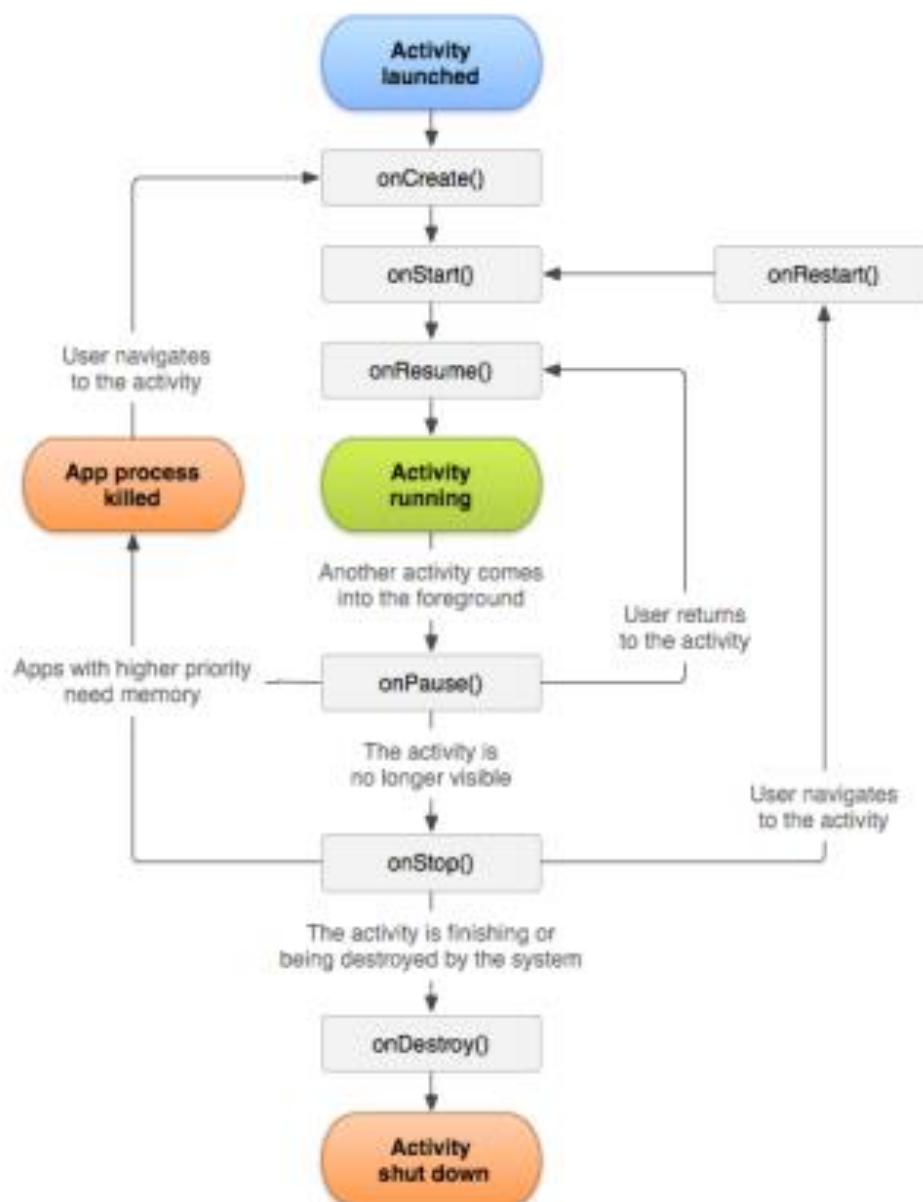 Activity
launched
onCreate()
onStart()
onRestart()
User navigates
to the activity
onResume()
App process
killed
Activity
running
Another activity comes
into the foreground
User returns
to the activity
Apps with higher priority
need memory
onPause()
The activity is
no longer visible
User navigates
to the activity
onStop()
The activity is finishing or
being destroyed by the system
onDestroy()
Activity
shut down